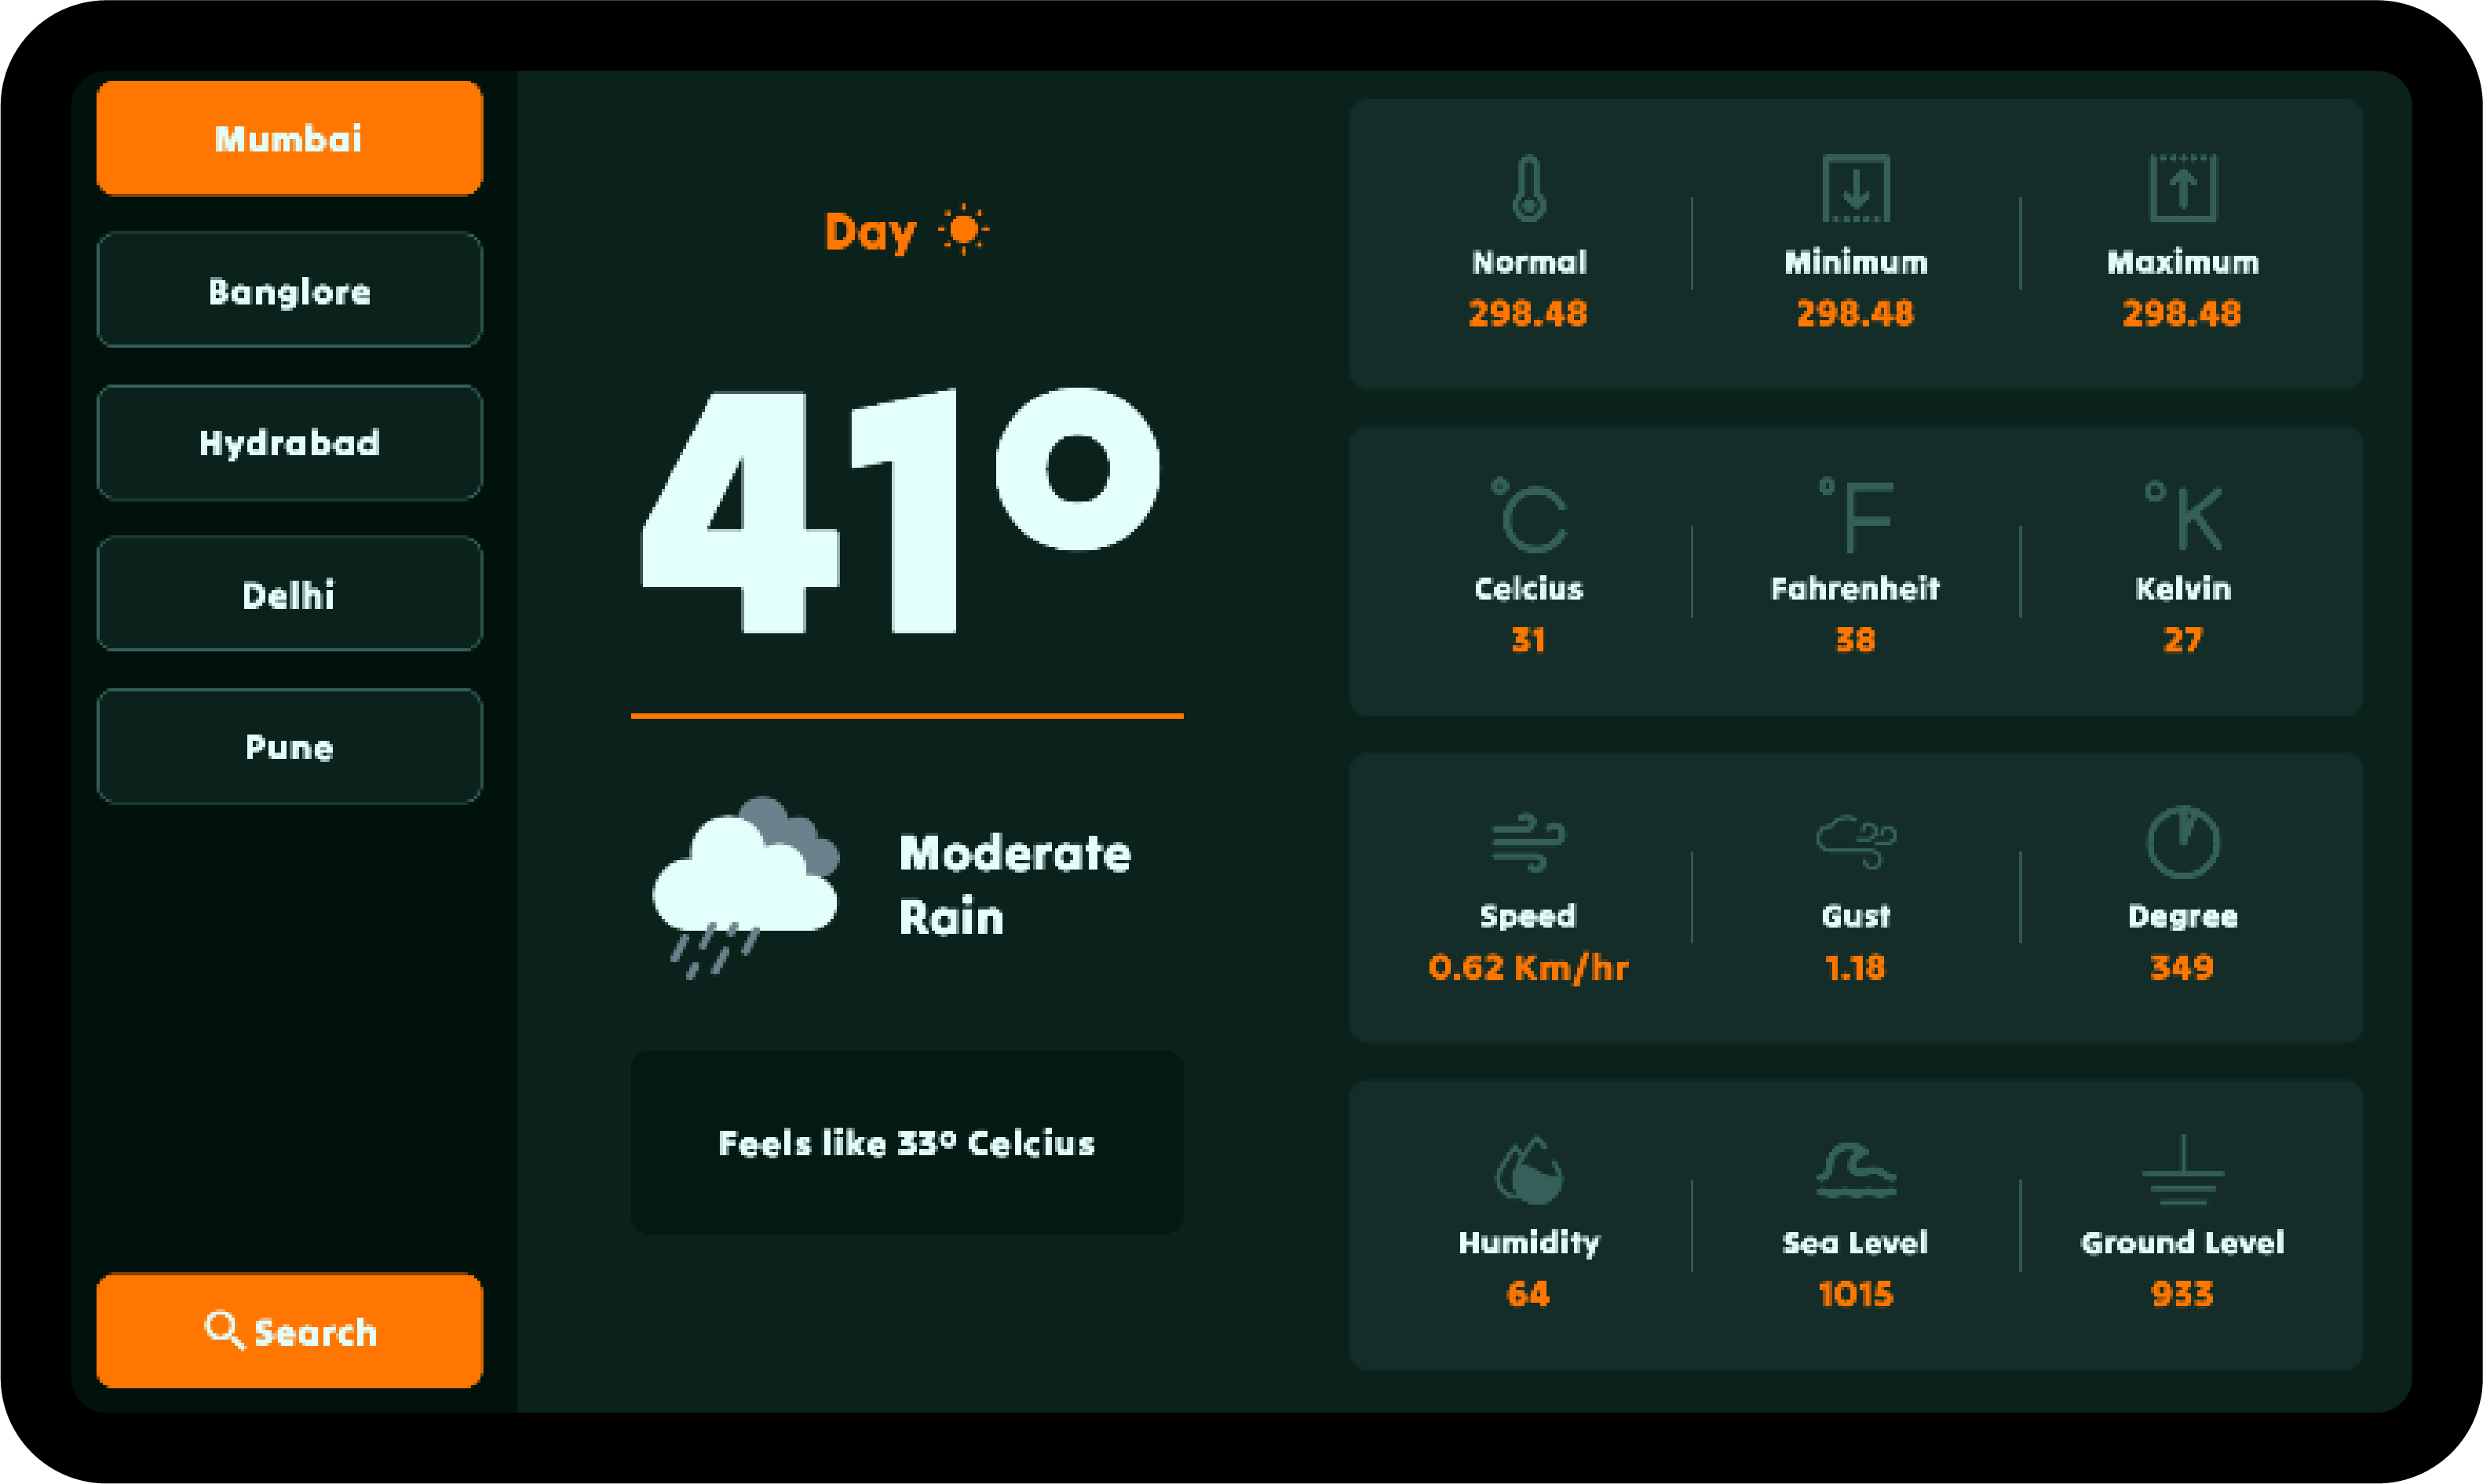 Mumbai
Banglore
Hydrabad
Delhi
Pune
Search
Day
41°
Moderate
Rain
Feels like 33° Celcius
Normal
298.48
Minimum
298.48
Maximum
298.48
°C
Celcius
31
°F
Fahrenheit
38
°K
Kelvin
27
Speed
0.62 Km/hr
Gust
1.18
Degree
349
Humidity
64
Sea Level
1015
Ground Level
933